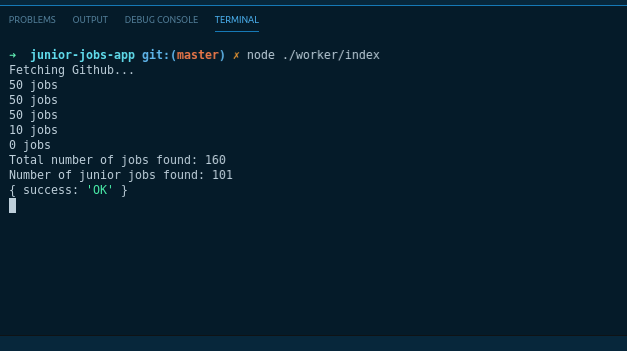 PROBLEMS OUTPUT DEBUG CONSOLE TERMINAL
→ junior-jobs-app git:(master) ✗ node ./worker/index
Fetching Github...
50 jobs
50 jobs
50 jobs
10 jobs
0 jobs
Total number of jobs found: 160
Number of junior jobs found: 101
{ success: 'OK' }